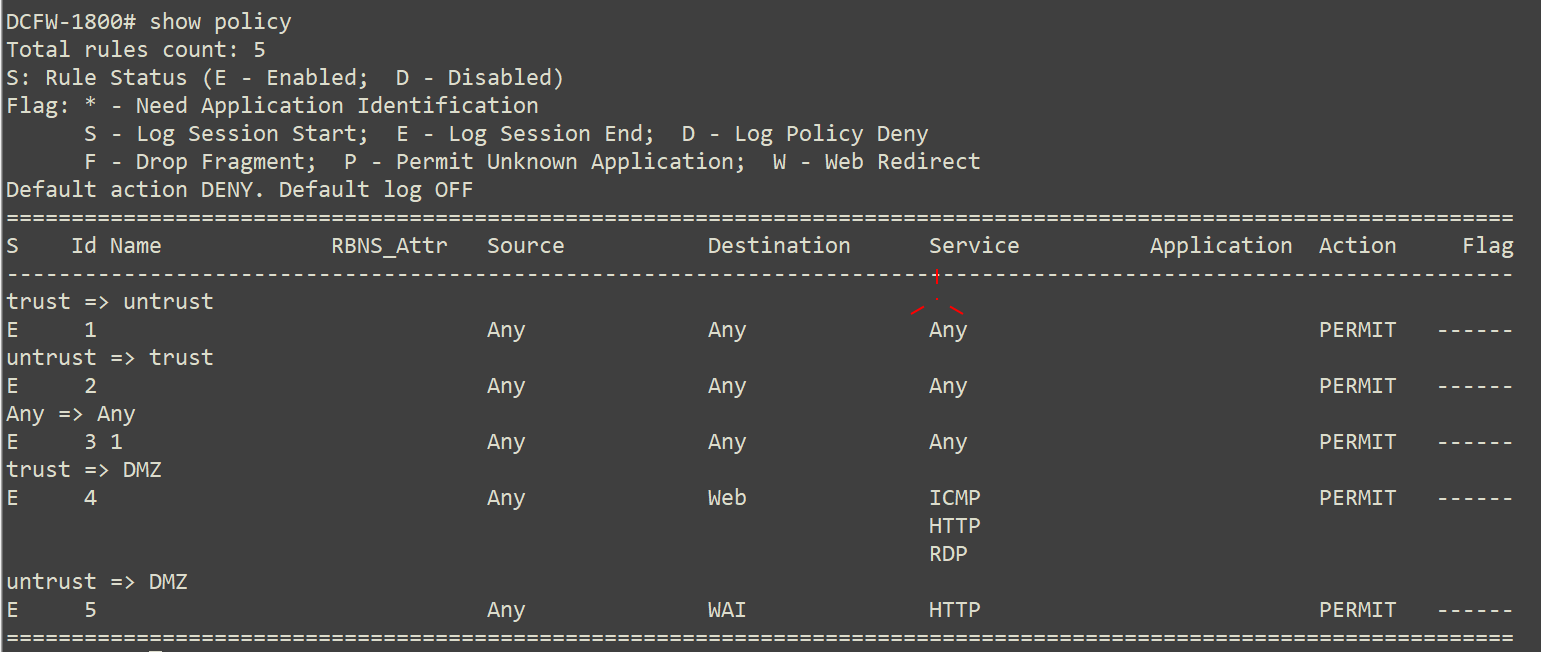 DCFW-1800# show policy
Total rules count: 5
S: Rule Status (E - Enabled;  D - Disabled)
Flag: * - Need Application Identification
      S - Log Session Start;  E - Log Session End;  D - Log Policy Deny
      F - Drop Fragment;  P - Permit Unknown Application;  W - Web Redirect
Default action DENY. Default log OFF
====================================================================================================================
S    Id Name             RBNS_Attr   Source           Destination      Service          Application  Action     Flag
--------------------------------------------------------------------------------------------------------------------
trust => untrust
E     1                              Any              Any              Any                           PERMIT   ------
untrust => trust
E     2                              Any              Any              Any                           PERMIT   ------
Any => Any
E     3 1                            Any              Any              Any                           PERMIT   ------
trust => DMZ
E     4                              Any              Web              ICMP                          PERMIT   ------
                                                                       HTTP
                                                                       RDP
untrust => DMZ
E     5                              Any              WAI              HTTP                          PERMIT   ------
====================================================================================================================